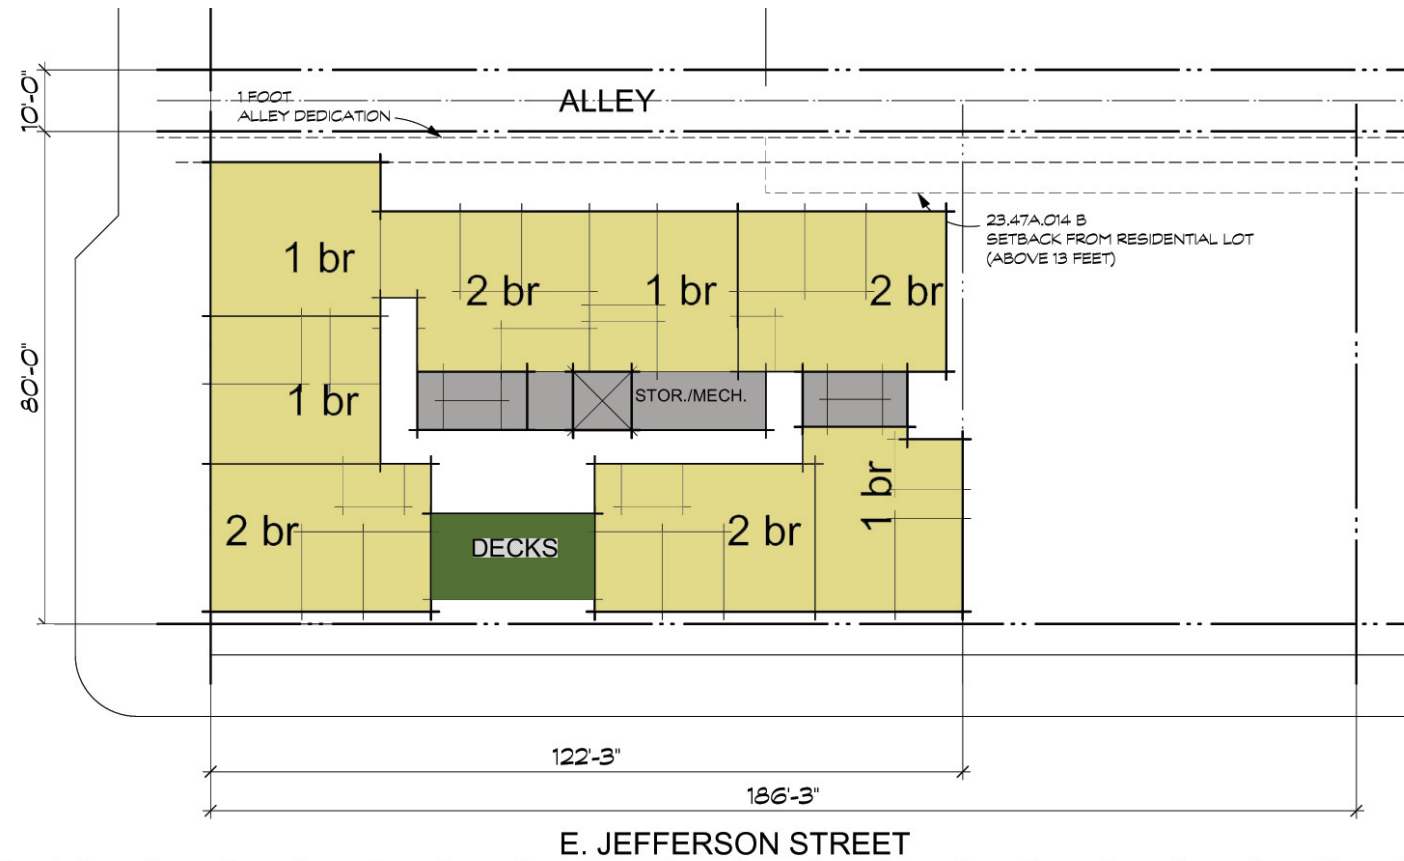 10'-0"
1 FOOT
ALLEY DEDICATION
ALLEY
23.47A.014 B
SETBACK FROM RESIDENTIAL LOT
(ABOVE 13 FEET)
1 br
2 br
1 br
2 br
80'-0"
1 br
STOR./MECH.
1 br
2 br
DECKS
2 br
122'-3"
186'-3"
E. JEFFERSON STREET